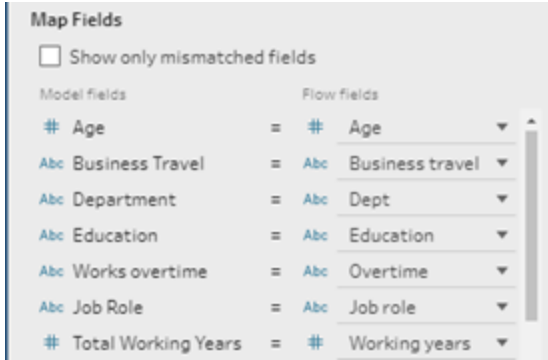 Map Fields
Show only mismatched fields
Model fields Flow fields
# Age = # Age
Abc Business Travel = Abc Business travel
Abc Department = Abc Dept
Abc Education = Abc Education
Abc Works overtime = Abc Overtime
Abc Job Role = Abc Job role
# Total Working Years = # Working years